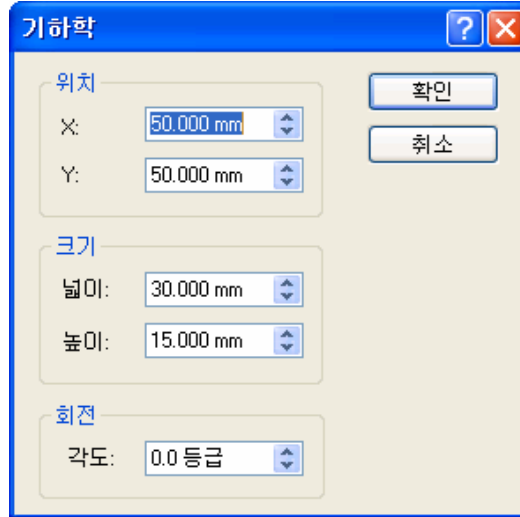 기하학
위치
확인
X: 50.000 mm
취소
Y: 50.000 mm
크기
넓이: 30.000 mm
높이: 15.000 mm
회전
각도: 0.0 등급